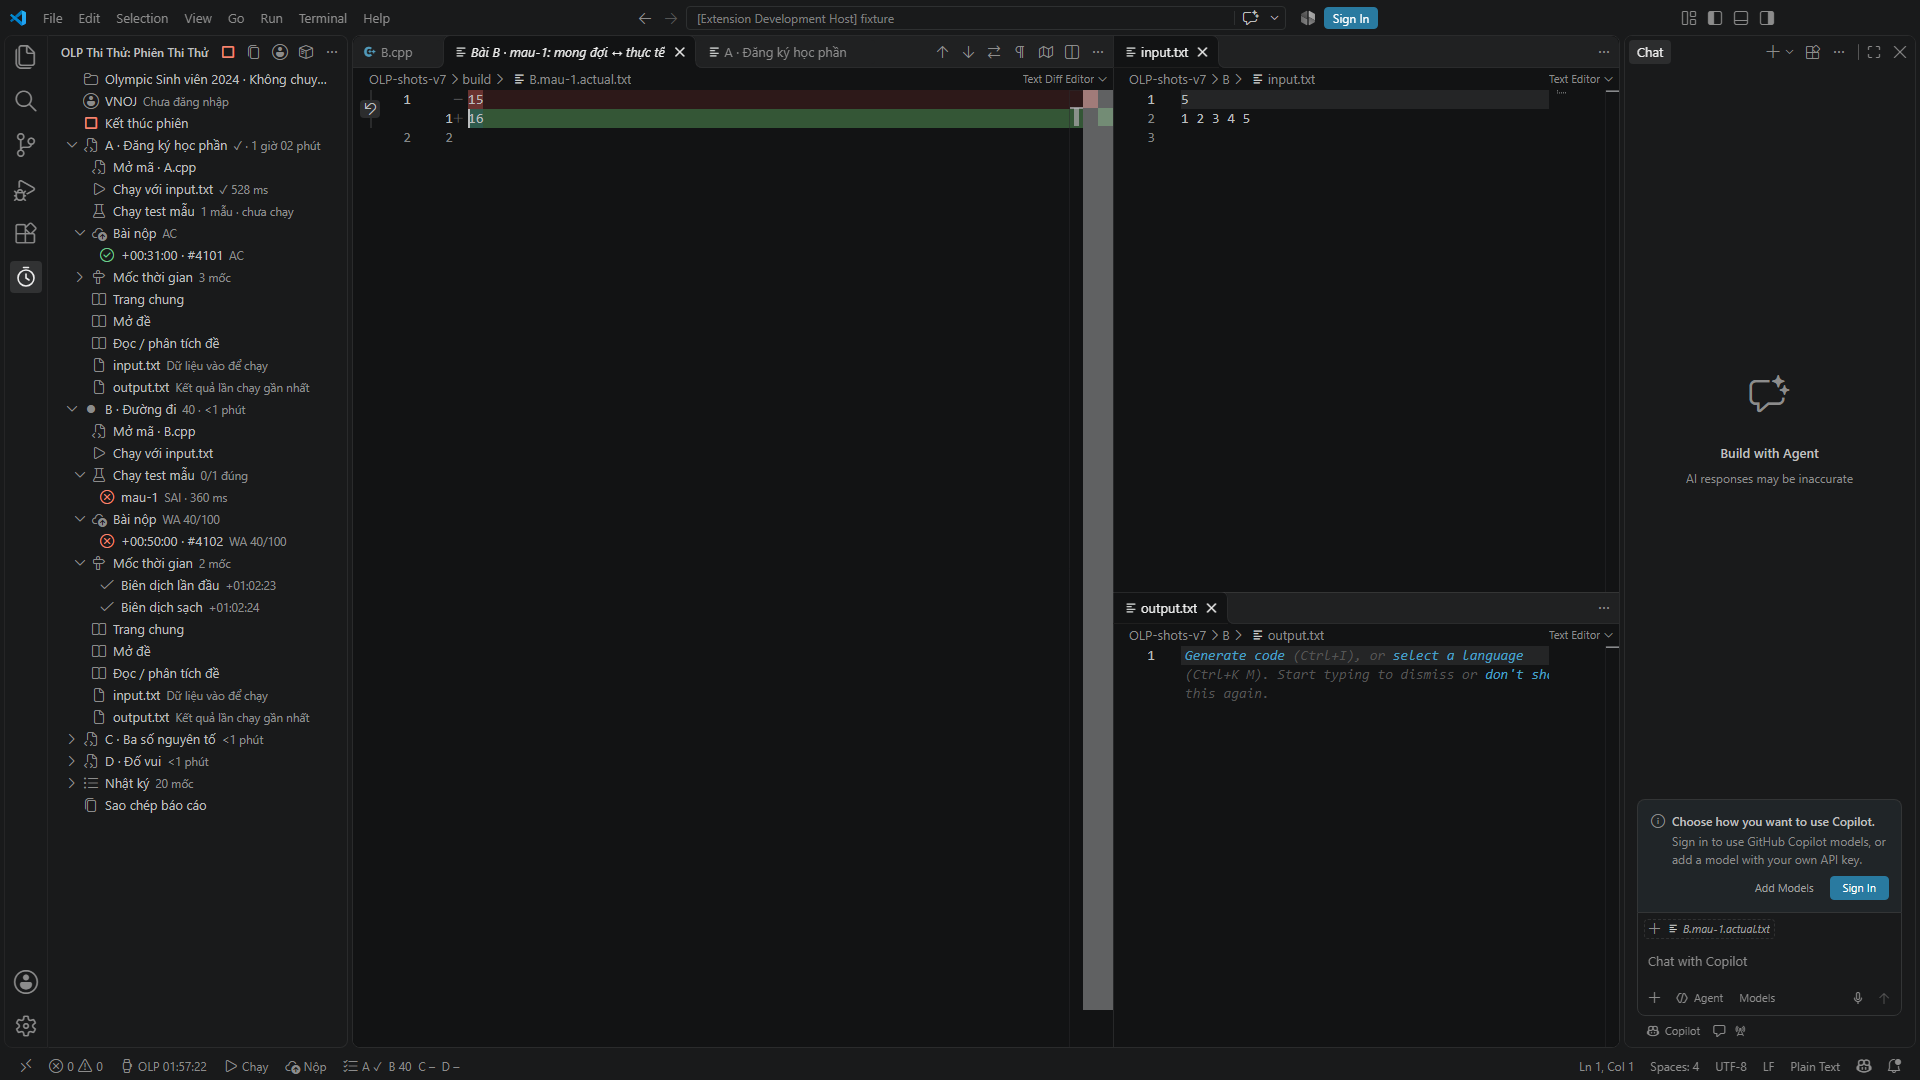 File Edit Selection View Go Run Terminal Help
[Extension Development Host] fixture
Sign In
OLP Thi Thử: Phiên Thi Thử
Olympic Sinh viên 2024 · Không chuy...
VNOJ Chưa đăng nhập
Kết thúc phiên
A · Đăng ký học phần ✓ · 1 giờ 02 phút
Mở mã · A.cpp
Chạy với input.txt ✓ 528 ms
Chạy test mẫu 1 mẫu · chưa chạy
Bài nộp AC
+00:31:00 · #4101 AC
Mốc thời gian 3 mốc
Trang chung
Mở đề
Đọc / phân tích đề
input.txt Dữ liệu vào để chạy
output.txt Kết quả lần chạy gần nhất
B · Đường đi 40 · <1 phút
Mở mã · B.cpp
Chạy với input.txt
Chạy test mẫu 0/1 đúng
mau-1 SAI · 360 ms
Bài nộp WA 40/100
+00:50:00 · #4102 WA 40/100
Mốc thời gian 2 mốc
Biên dịch lần đầu +01:02:23
Biên dịch sạch +01:02:24
Trang chung
Mở đề
Đọc / phân tích đề
input.txt Dữ liệu vào để chạy
output.txt Kết quả lần chạy gần nhất
C · Ba số nguyên tố <1 phút
D · Đố vui <1 phút
Nhật ký 20 mốc
Sao chép báo cáo
B.cpp
Bài B · mau-1: mong đợi ↔ thực tế
A · Đăng ký học phần
OLP-shots-v7 > build > B.mau-1.actual.txt
Text Diff Editor
1 − 15
1+ 16
2 2
input.txt
OLP-shots-v7 > B > input.txt
Text Editor
1 5
2 1 2 3 4 5
3
output.txt
OLP-shots-v7 > B > output.txt
Text Editor
1 Generate code (Ctrl+I), or select a language
(Ctrl+K M). Start typing to dismiss or don't sho
this again.
Chat
Build with Agent
AI responses may be inaccurate
Choose how you want to use Copilot.
Sign in to use GitHub Copilot models, or
add a model with your own API key.
Add Models Sign In
B.mau-1.actual.txt
Chat with Copilot
Agent Models
Copilot
0 0 OLP 01:57:22 Chạy Nộp A ✓ B 40 C – D –
Ln 1, Col 1 Spaces: 4 UTF-8 LF Plain Text